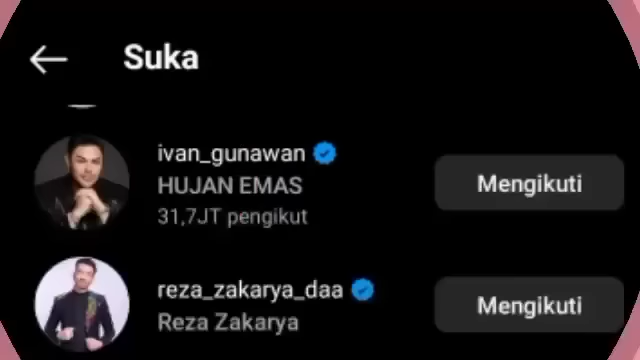 Suka
ivan_gunawan
HUJAN EMAS
31,7JT pengikut
Mengikuti
reza_zakarya_daa
Reza Zakarya
Mengikuti